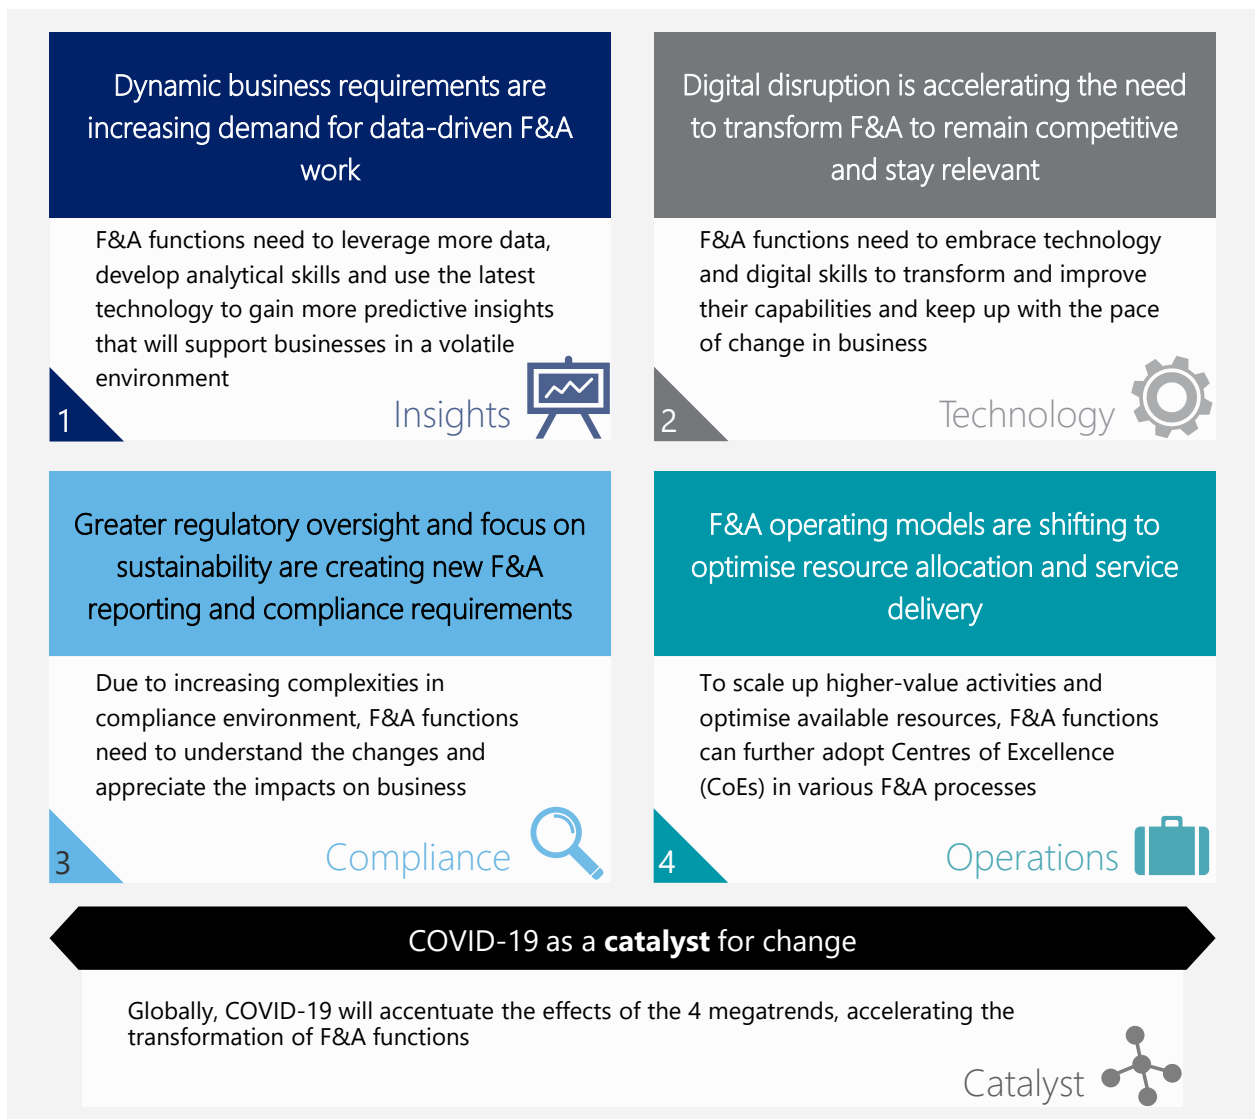 Dynamic business requirements are
increasing demand for data-driven F&A
work
F&A functions need to leverage more data,
develop analytical skills and use the latest
technology to gain more predictive insights
that will support businesses in a volatile
environment
1
Insights
Digital disruption is accelerating the need
to transform F&A to remain competitive
and stay relevant
F&A functions need to embrace technology
and digital skills to transform and improve
their capabilities and keep up with the pace
of change in business
2
Technology
Greater regulatory oversight and focus on
sustainability are creating new F&A
reporting and compliance requirements
Due to increasing complexities in
compliance environment, F&A functions
need to understand the changes and
appreciate the impacts on business
3
Compliance
F&A operating models are shifting to
optimise resource allocation and service
delivery
To scale up higher-value activities and
optimise available resources, F&A functions
can further adopt Centres of Excellence
(CoEs) in various F&A processes
4
Operations
COVID-19 as a catalyst for change
Globally, COVID-19 will accentuate the effects of the 4 megatrends, accelerating the
transformation of F&A functions
Catalyst